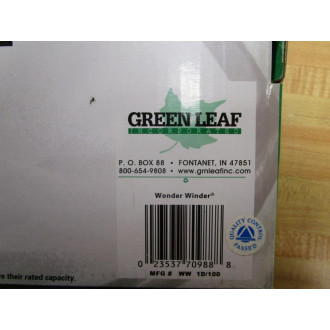 GREEN LEAF
INCORPORATED
P. O. BOX 88 • FONTANET, IN 47851
800-654-9808 • www.grnleafinc.com
Wonder Winder®
QUALITY CONTROL
PASSED
e their rated capacity.
0 23537 70988 8
MFG # WW 1D/100